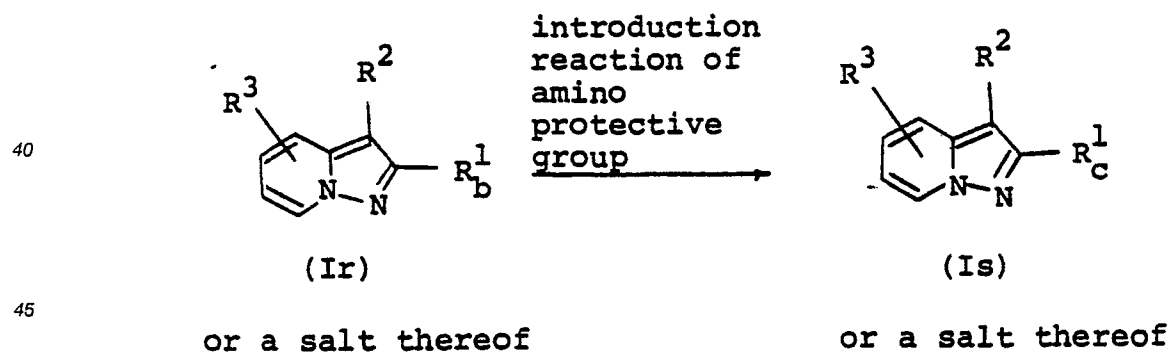 introduction
reaction of
amino
protective
group
R³ R² R¹b
N N
40
(Ir)
45
or a salt thereof
R³ R² R¹c
N N
(Is)
or a salt thereof